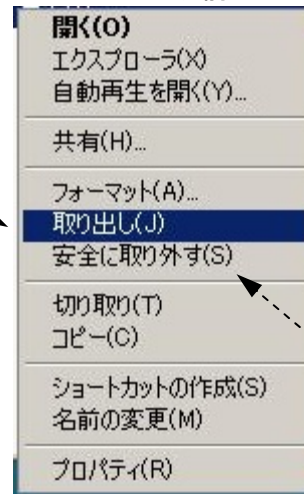 開く(O)
エクスプローラ(X)
自動再生を開く(Y)...
共有(H)...
フォーマット(A)...
取り出し(J)
安全に取り外す(S)
切り取り(T)
コピー(C)
ショートカットの作成(S)
名前の変更(M)
プロパティ(R)